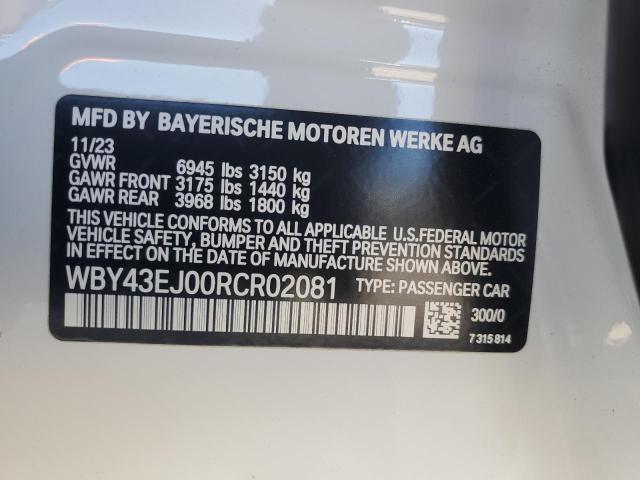 MFD BY BAYERISCHE MOTOREN WERKE AG
11/23
GVWR 6945 lbs 3150 kg
GAWR FRONT 3175 lbs 1440 kg
GAWR REAR 3968 lbs 1800 kg
THIS VEHICLE CONFORMS TO ALL APPLICABLE U.S.FEDERAL MOTOR
VEHICLE SAFETY, BUMPER AND THEFT PREVENTION STANDARDS
IN EFFECT ON THE DATE OF MANUFACTURE SHOWN ABOVE.
WBY43EJ00RCR02081 TYPE: PASSENGER CAR
300/0
7315814